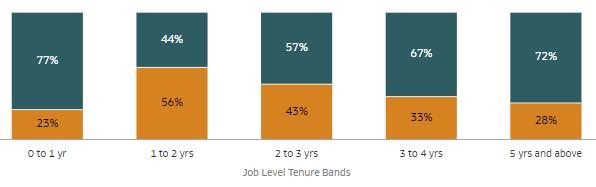 77% 44% 57% 67% 72%
23% 56% 43% 33% 28%
0 to 1 yr 1 to 2 yrs 2 to 3 yrs 3 to 4 yrs 5 yrs and above
Job Level Tenure Bands